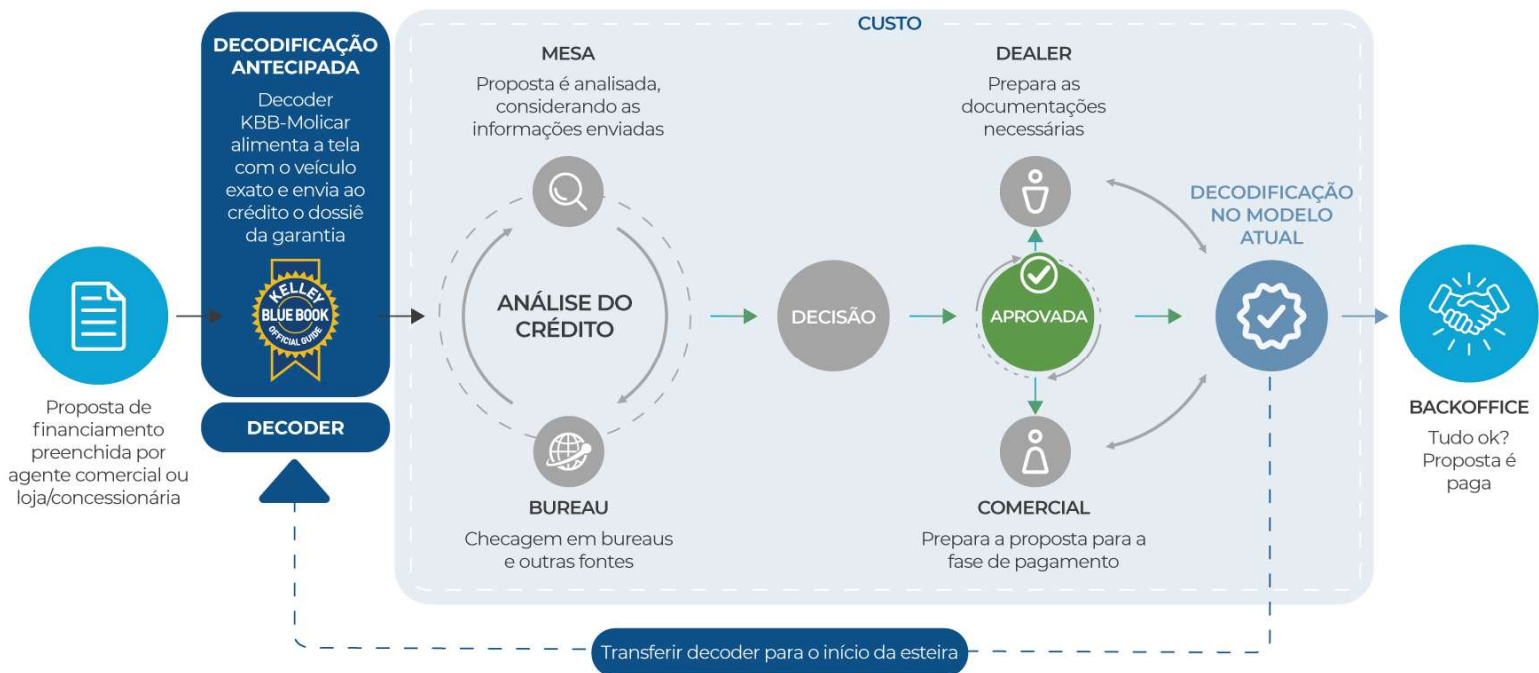 CUSTO
DECODIFICAÇÃO
ANTECIPADA
Decoder
KBB-Molicar
alimenta a tela
com o veículo
exato e envia ao
crédito o dossiê
da garantia
KELLEY
BLUE BOOK
OFFICIAL GUIDE
DECODER
Proposta de
financiamento
preenchida por
agente comercial ou
loja/concessionária
MESA
Proposta é analisada,
considerando as
informações enviadas
ANÁLISE DO
CRÉDITO
BUREAU
Checagem em bureaus
e outras fontes
DECISÃO
DEALER
Prepara as
documentações
necessárias
APROVADA
COMERCIAL
Prepara a proposta para a
fase de pagamento
DECODIFICAÇÃO
NO MODELO
ATUAL
BACKOFFICE
Tudo ok?
Proposta é
paga
Transferir decoder para o início da esteira